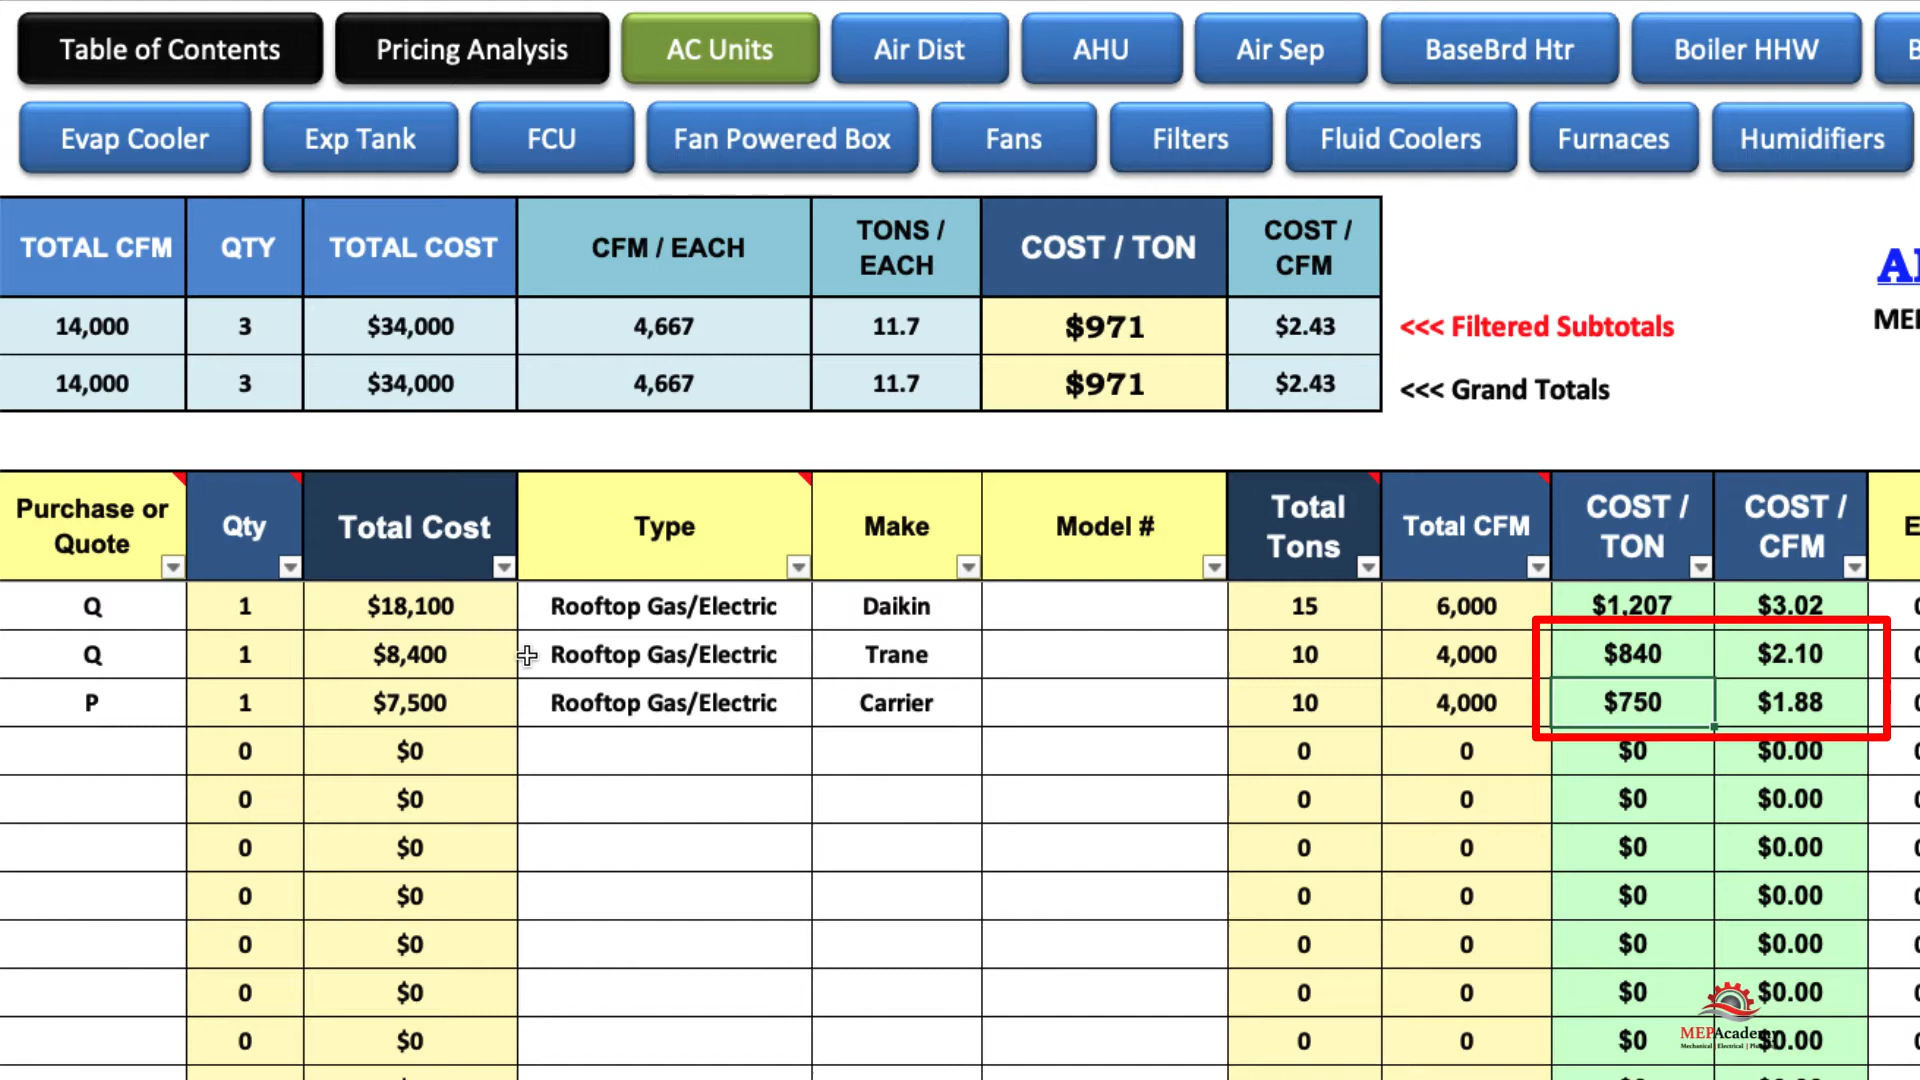 Table of Contents Pricing Analysis AC Units Air Dist AHU Air Sep BaseBrd Htr Boiler HHW
Evap Cooler Exp Tank FCU Fan Powered Box Fans Filters Fluid Coolers Furnaces Humidifiers
TOTAL CFM QTY TOTAL COST CFM / EACH TONS / EACH COST / TON COST / CFM
14,000 3 $34,000 4,667 11.7 $971 $2.43 <<< Filtered Subtotals
14,000 3 $34,000 4,667 11.7 $971 $2.43 <<< Grand Totals
Purchase or Quote Qty Total Cost Type Make Model # Total Tons Total CFM COST / TON COST / CFM
Q 1 $18,100 Rooftop Gas/Electric Daikin 15 6,000 $1,207 $3.02
Q 1 $8,400 Rooftop Gas/Electric Trane 10 4,000 $840 $2.10
P 1 $7,500 Rooftop Gas/Electric Carrier 10 4,000 $750 $1.88
0 $0 0 0 $0 $0.00
0 $0 0 0 $0 $0.00
0 $0 0 0 $0 $0.00
0 $0 0 0 $0 $0.00
0 $0 0 0 $0 $0.00
0 $0 0 0 $0 $0.00
0 $0 0 0 $0 $0.00
MEPAcademy